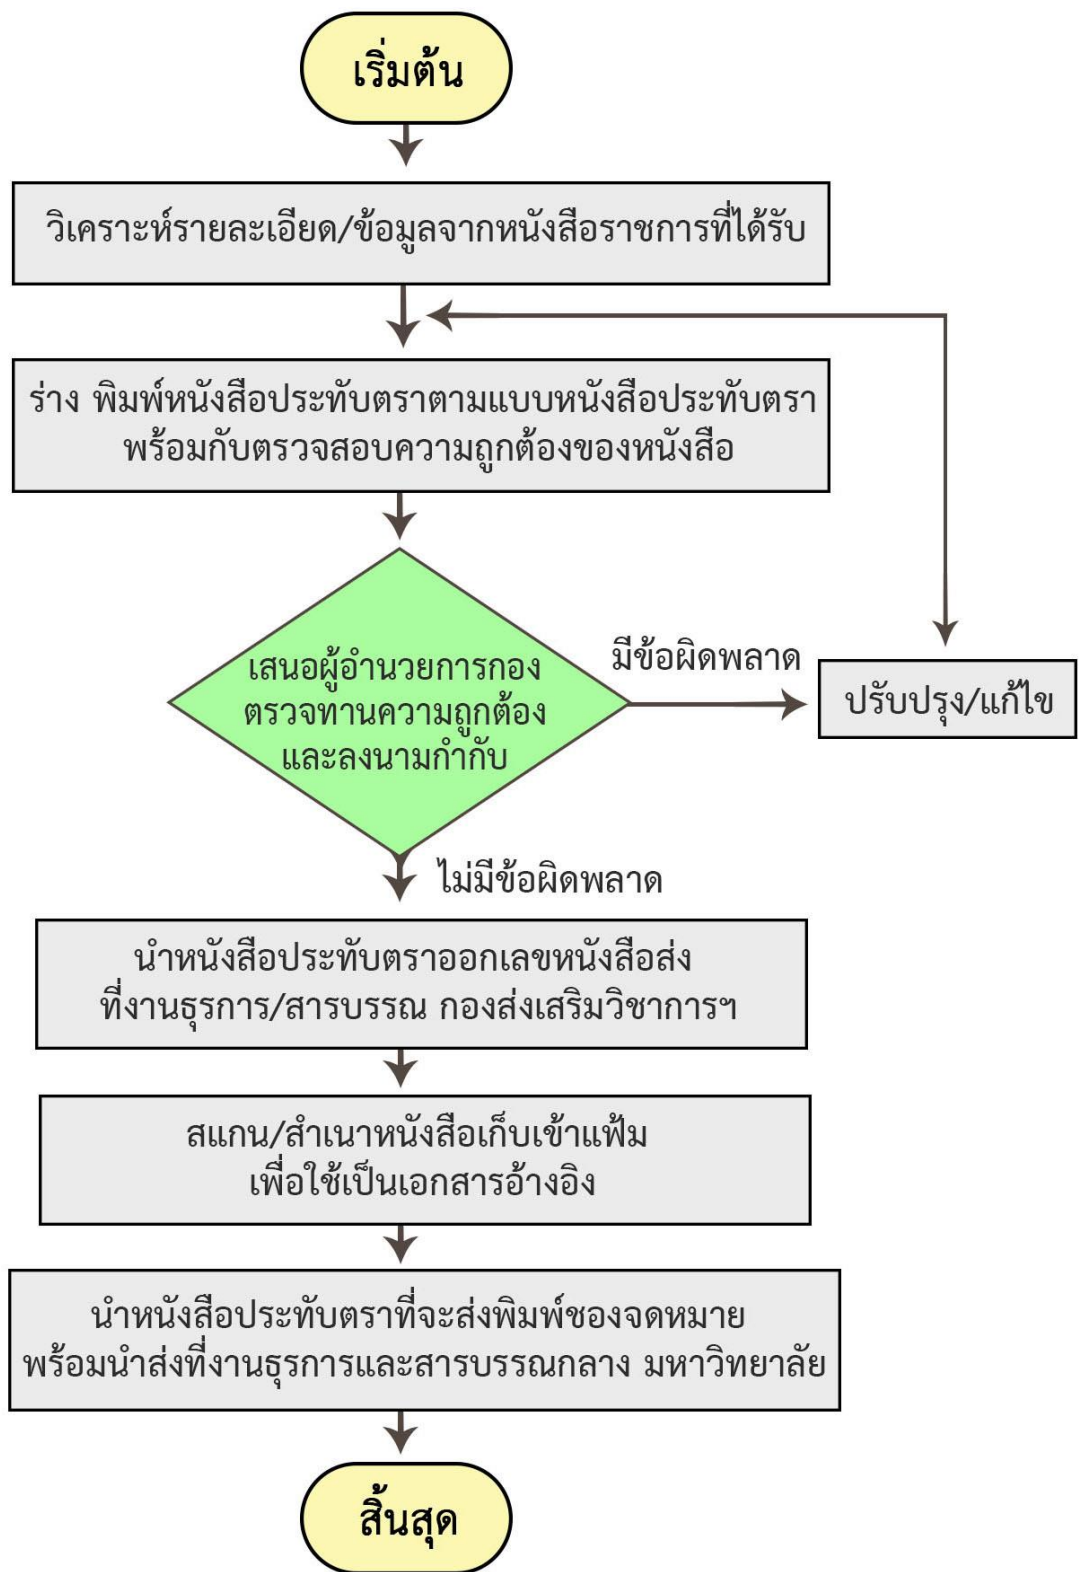 เริ่มต้น
วิเคราะห์รายละเอียด/ข้อมูลจากหนังสือราชการที่ได้รับ
ร่าง พิมพ์หนังสือประทับตราตามแบบหนังสือประทับตรา
พร้อมกับตรวจสอบความถูกต้องของหนังสือ
เสนอผู้อำนวยการกอง
ตรวจทานความถูกต้อง
และลงนามกำกับ
มีข้อผิดพลาด
ปรับปรุง/แก้ไข
ไม่มีข้อผิดพลาด
นำหนังสือประทับตราออกเลขหนังสือส่ง
ที่งานธุรการ/สารบรรณ กองส่งเสริมวิชาการฯ
สแกน/สำเนาหนังสือเก็บเข้าแฟ้ม
เพื่อใช้เป็นเอกสารอ้างอิง
นำหนังสือประทับตราที่จะส่งพิมพ์ซองจดหมาย
พร้อมนำส่งที่งานธุรการและสารบรรณกลาง มหาวิทยาลัย
สิ้นสุด